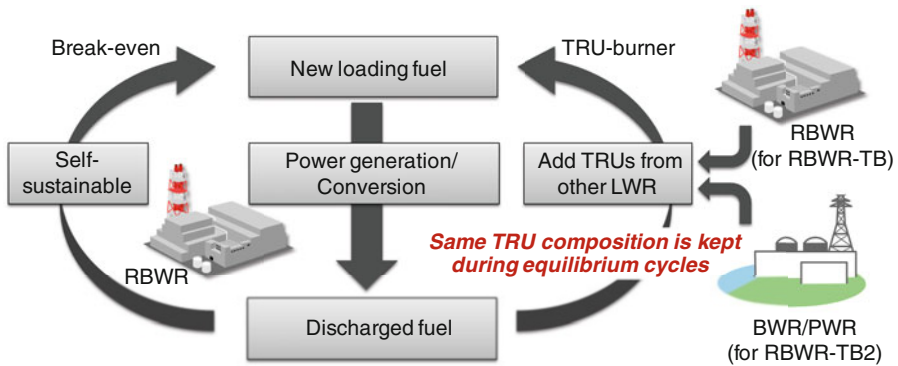 Break-even
New loading fuel
TRU-burner
RBWR
(for RBWR-TB)
Self-
sustainable
Power generation/
Conversion
Add TRUs from
other LWR
RBWR
Same TRU composition is kept
during equilibrium cycles
Discharged fuel
BWR/PWR
(for RBWR-TB2)